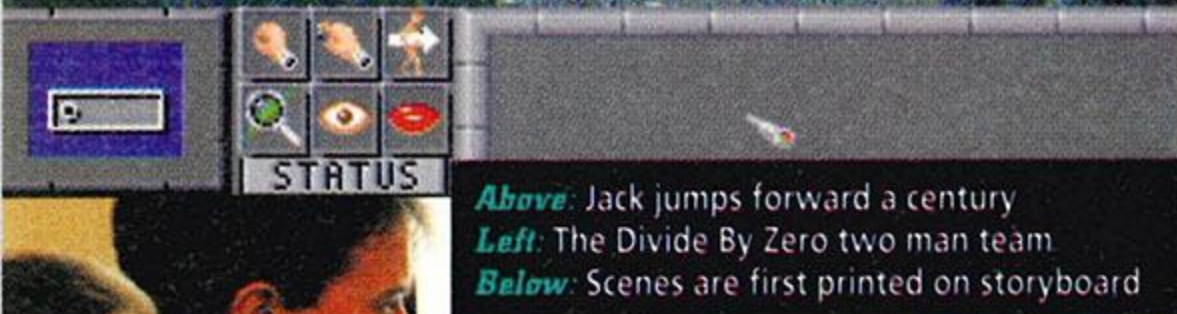 STATUS
Above: Jack jumps forward a century
Left: The Divide By Zero two man team
Below: Scenes are first printed on storyboard